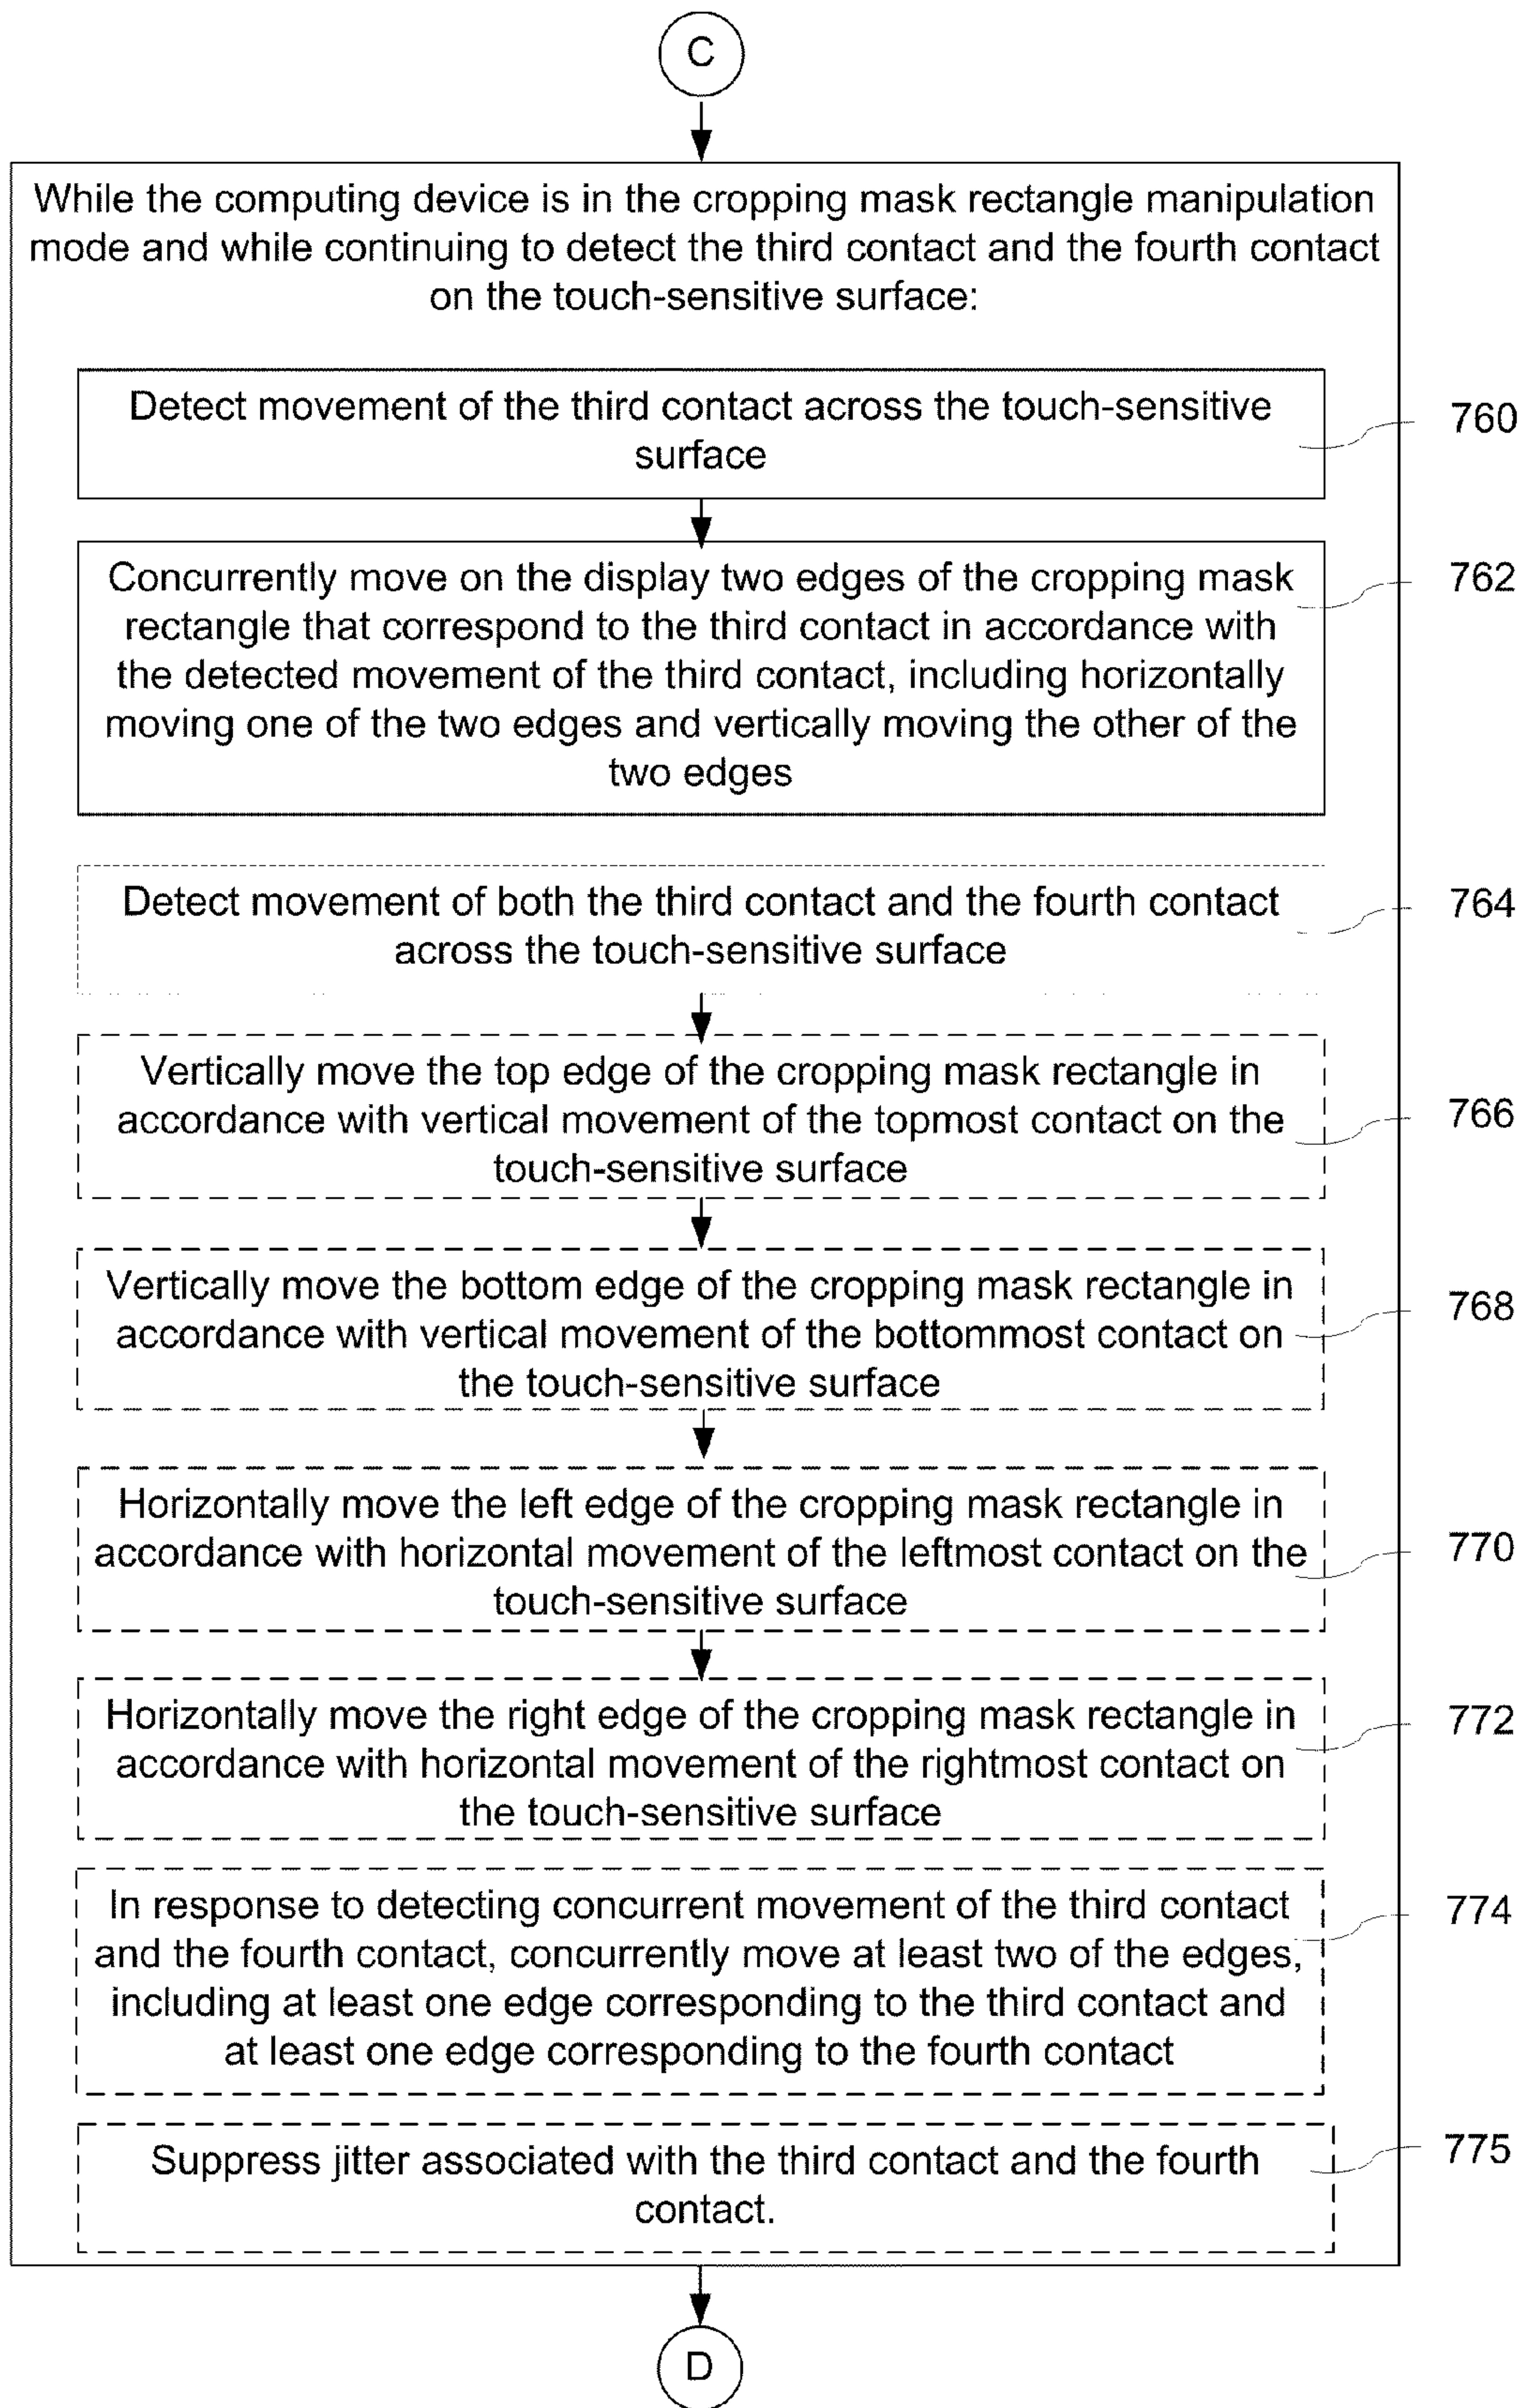 C
While the computing device is in the cropping mask rectangle manipulation
mode and while continuing to detect the third contact and the fourth contact
on the touch-sensitive surface:
Detect movement of the third contact across the touch-sensitive
surface
760
Concurrently move on the display two edges of the cropping mask
rectangle that correspond to the third contact in accordance with
the detected movement of the third contact, including horizontally
moving one of the two edges and vertically moving the other of the
two edges
762
Detect movement of both the third contact and the fourth contact
across the touch-sensitive surface
764
Vertically move the top edge of the cropping mask rectangle in
accordance with vertical movement of the topmost contact on the
touch-sensitive surface
766
Vertically move the bottom edge of the cropping mask rectangle in
accordance with vertical movement of the bottommost contact on
the touch-sensitive surface
768
Horizontally move the left edge of the cropping mask rectangle in
accordance with horizontal movement of the leftmost contact on the
touch-sensitive surface
770
Horizontally move the right edge of the cropping mask rectangle in
accordance with horizontal movement of the rightmost contact on
the touch-sensitive surface
772
In response to detecting concurrent movement of the third contact
and the fourth contact, concurrently move at least two of the edges,
including at least one edge corresponding to the third contact and
at least one edge corresponding to the fourth contact
774
Suppress jitter associated with the third contact and the fourth
contact.
775
D